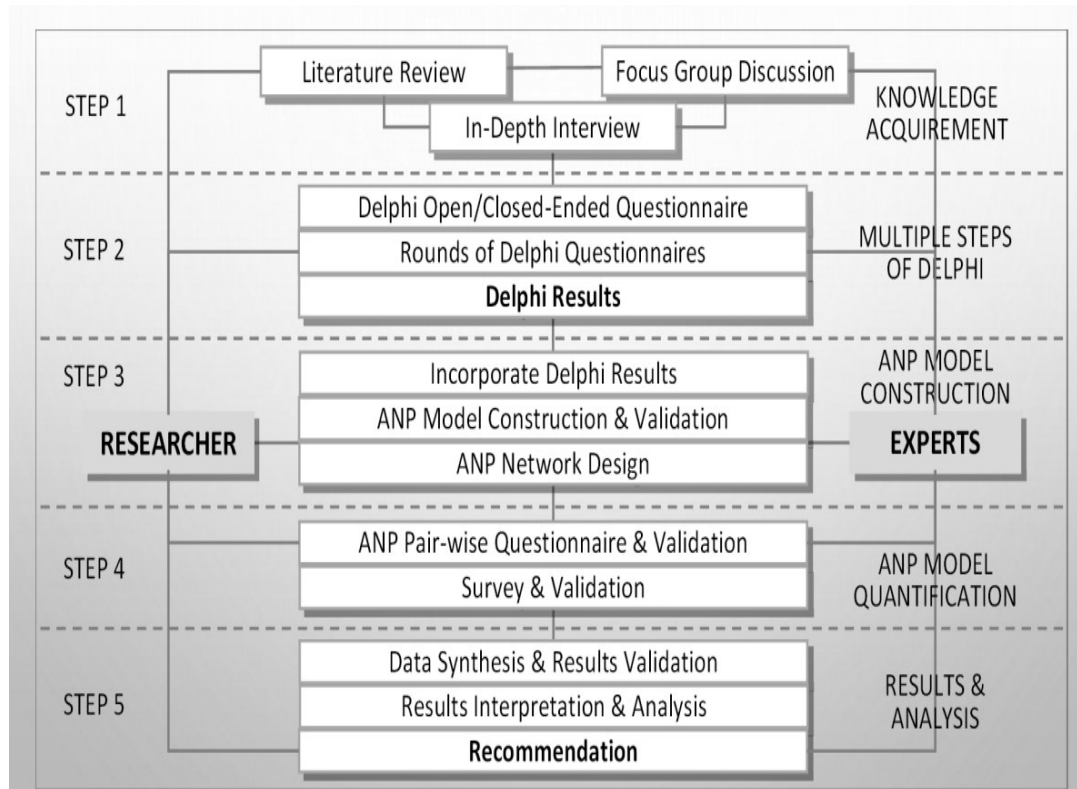 STEP 1
Literature Review
Focus Group Discussion
In-Depth Interview
KNOWLEDGE
ACQUIREMENT
STEP 2
Delphi Open/Closed-Ended Questionnaire
Rounds of Delphi Questionnaires
Delphi Results
MULTIPLE STEPS
OF DELPHI
STEP 3
Incorporate Delphi Results
ANP Model Construction & Validation
ANP Network Design
ANP MODEL
CONSTRUCTION
RESEARCHER
EXPERTS
STEP 4
ANP Pair-wise Questionnaire & Validation
Survey & Validation
ANP MODEL
QUANTIFICATION
STEP 5
Data Synthesis & Results Validation
Results Interpretation & Analysis
Recommendation
RESULTS &
ANALYSIS